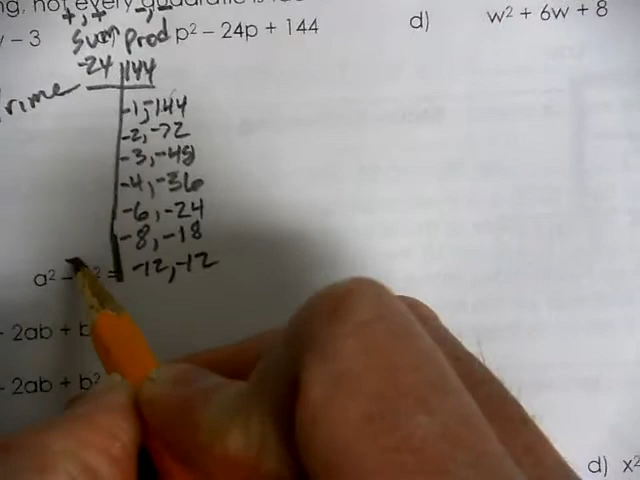 ng, not every quadratic is
+, + -, -
- 3 Sum Prod p² – 24p + 144 d) w² + 6w + 8
-24 144
rime
-1, -144
-2, -72
-3, -48
-4, -36
-6, -24
-8, -18
-12, -12
a² –
2ab + b
2ab + b²
d) x²